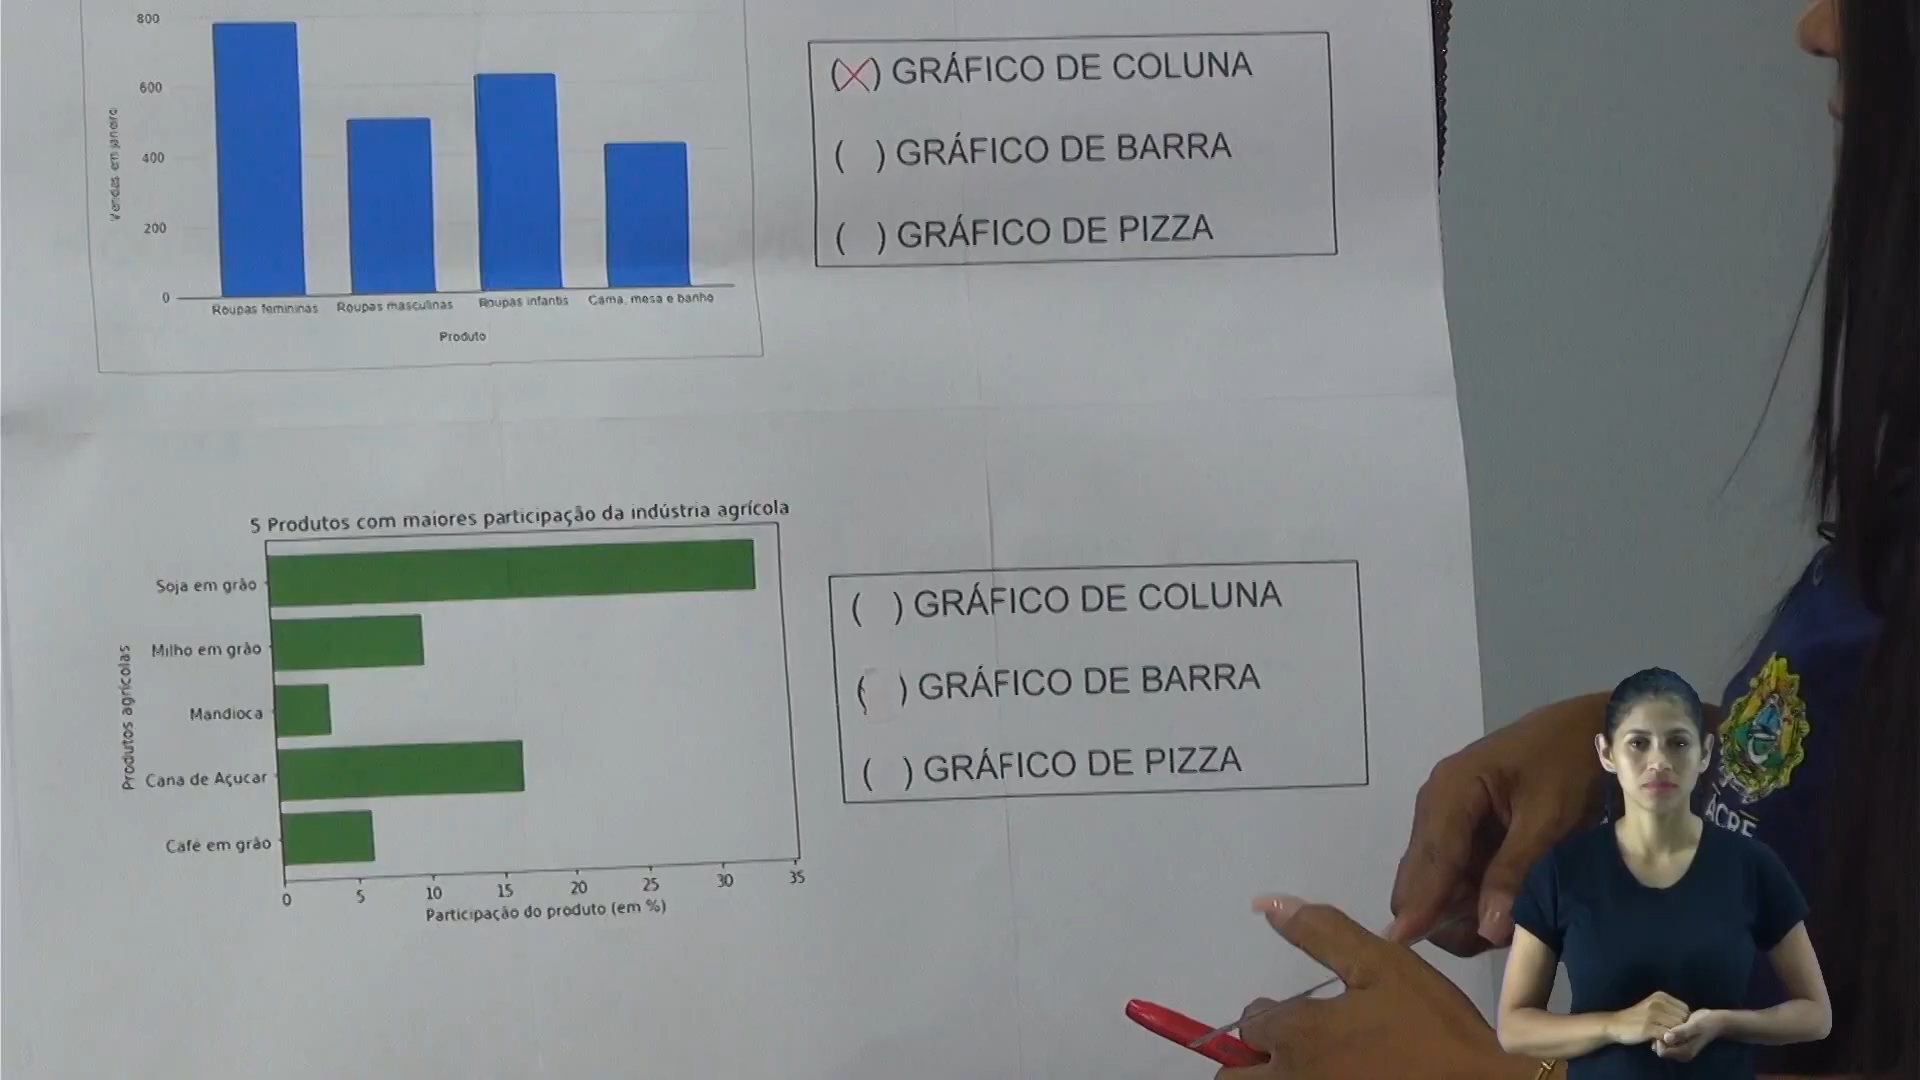 800
600
400
200
0
Vendas em janeiro
Roupas femininas
Roupas masculinas
Roupas infantis
Cama, mesa e banho
Produto
(X) GRÁFICO DE COLUNA
( ) GRÁFICO DE BARRA
( ) GRÁFICO DE PIZZA
5 Produtos com maiores participação da indústria agrícola
Produtos agrícolas
Soja em grão
Milho em grão
Mandioca
Cana de Açucar
Café em grão
0 5 10 15 20 25 30 35
Participação do produto (em %)
( ) GRÁFICO DE COLUNA
( ) GRÁFICO DE BARRA
( ) GRÁFICO DE PIZZA
ACRE